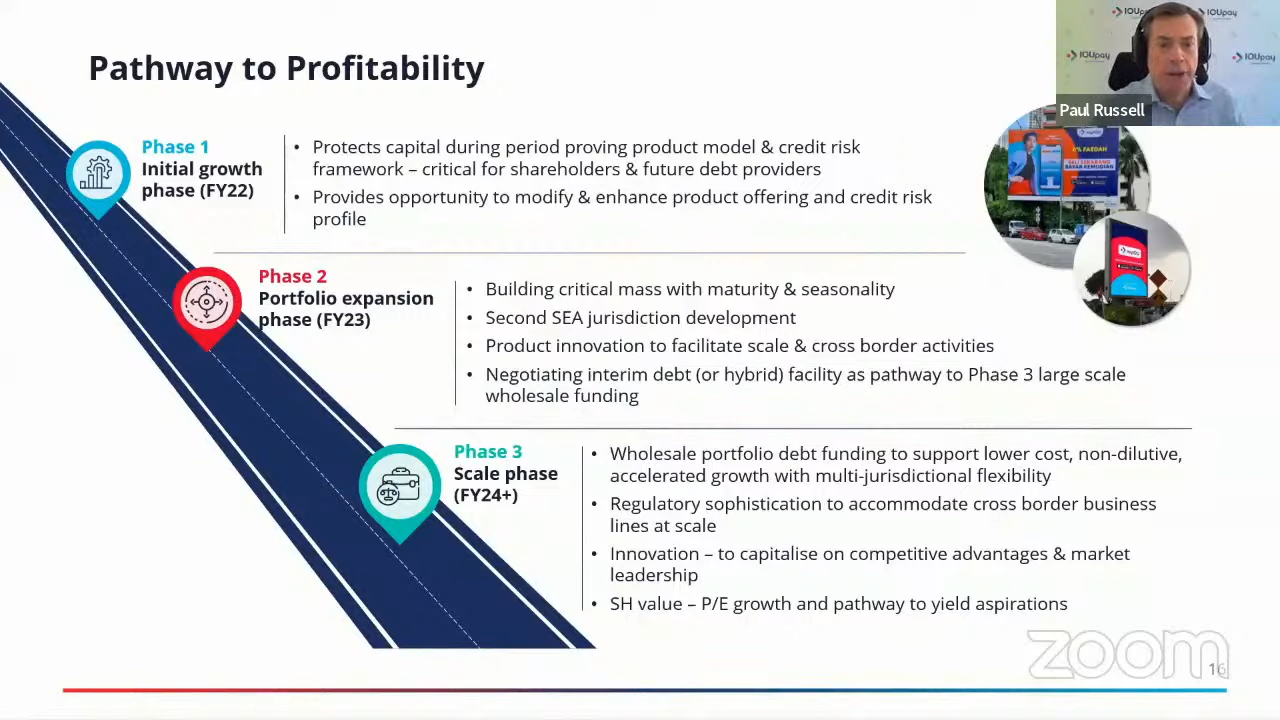 Pathway to Profitability
IOUpay
IOUpay
IOUpay
IOUpay
Paul Russell
Phase 1
Initial growth
phase (FY22)
• Protects capital during period proving product model & credit risk
framework – critical for shareholders & future debt providers
• Provides opportunity to modify & enhance product offering and credit risk
profile
Phase 2
Portfolio expansion
phase (FY23)
• Building critical mass with maturity & seasonality
• Second SEA jurisdiction development
• Product innovation to facilitate scale & cross border activities
• Negotiating interim debt (or hybrid) facility as pathway to Phase 3 large scale
wholesale funding
Phase 3
Scale phase
(FY24+)
• Wholesale portfolio debt funding to support lower cost, non-dilutive,
accelerated growth with multi-jurisdictional flexibility
• Regulatory sophistication to accommodate cross border business
lines at scale
• Innovation – to capitalise on competitive advantages & market
leadership
• SH value – P/E growth and pathway to yield aspirations
zoom
16